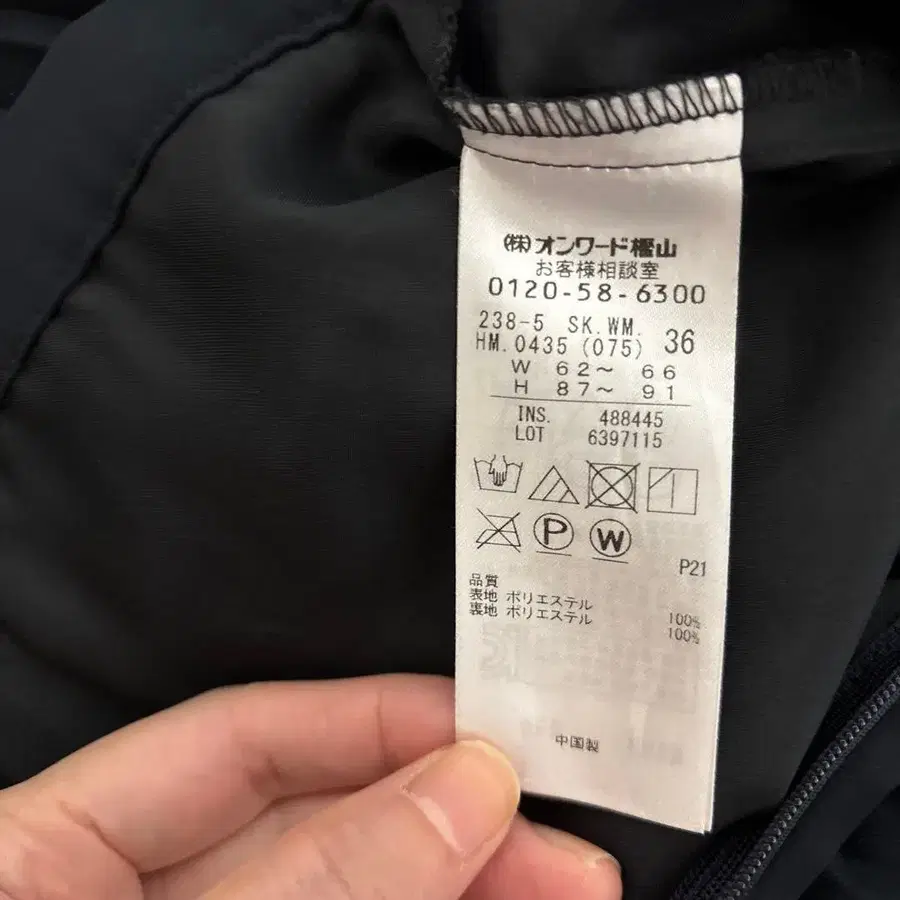 (株)オンワード樫山
お客様相談室
0120-58-6300
238-5 SK.WM. 36
HM.0435 (075)
W 62～ 66
H 87～ 91
INS. 488445
LOT 6397115
P
W
P21
品質
表地 ポリエステル 100%
裏地 ポリエステル 100%
中国製